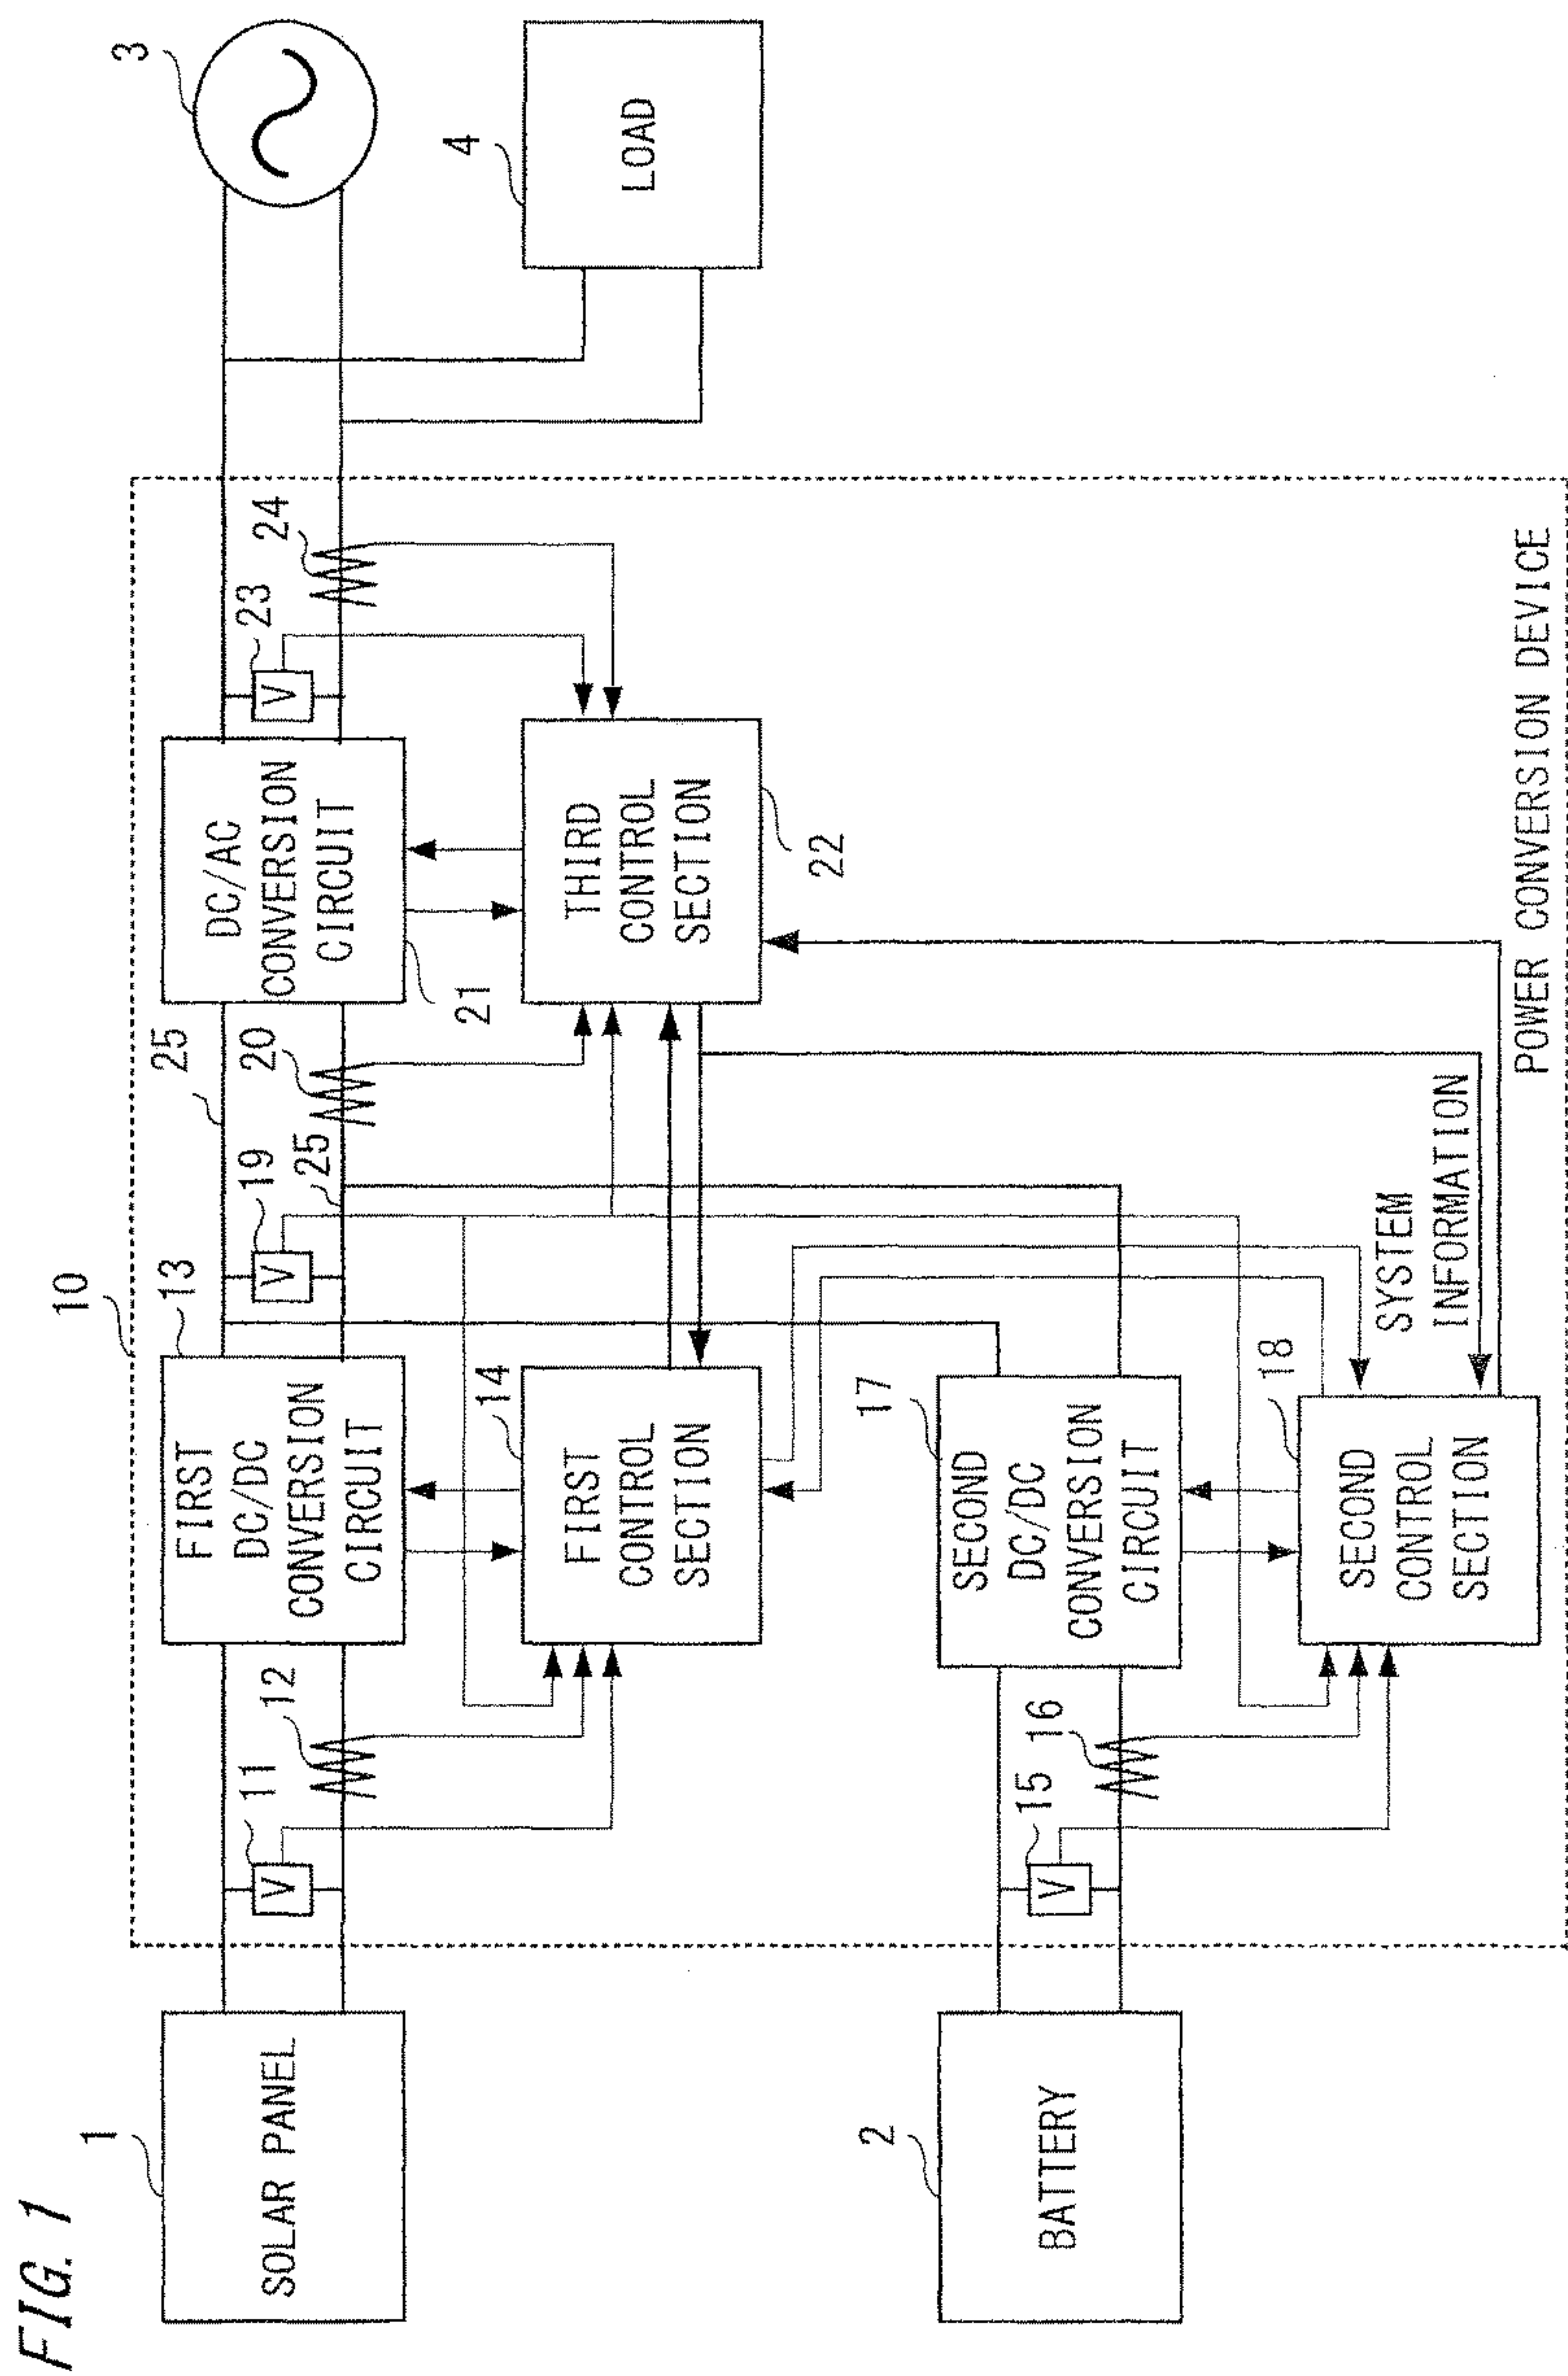 FIG. 1
10
POWER CONVERSION DEVICE
1
SOLAR PANEL
11
V
12
13
FIRST
DC/DC
CONVERSION
CIRCUIT
14
FIRST
CONTROL
SECTION
19
V
25
25
20
21
DC/AC
CONVERSION
CIRCUIT
22
THIRD
CONTROL
SECTION
23
V
24
3
4
LOAD
2
BATTERY
15
V
16
17
SECOND
DC/DC
CONVERSION
CIRCUIT
18
SECOND
CONTROL
SECTION
SYSTEM
INFORMATION